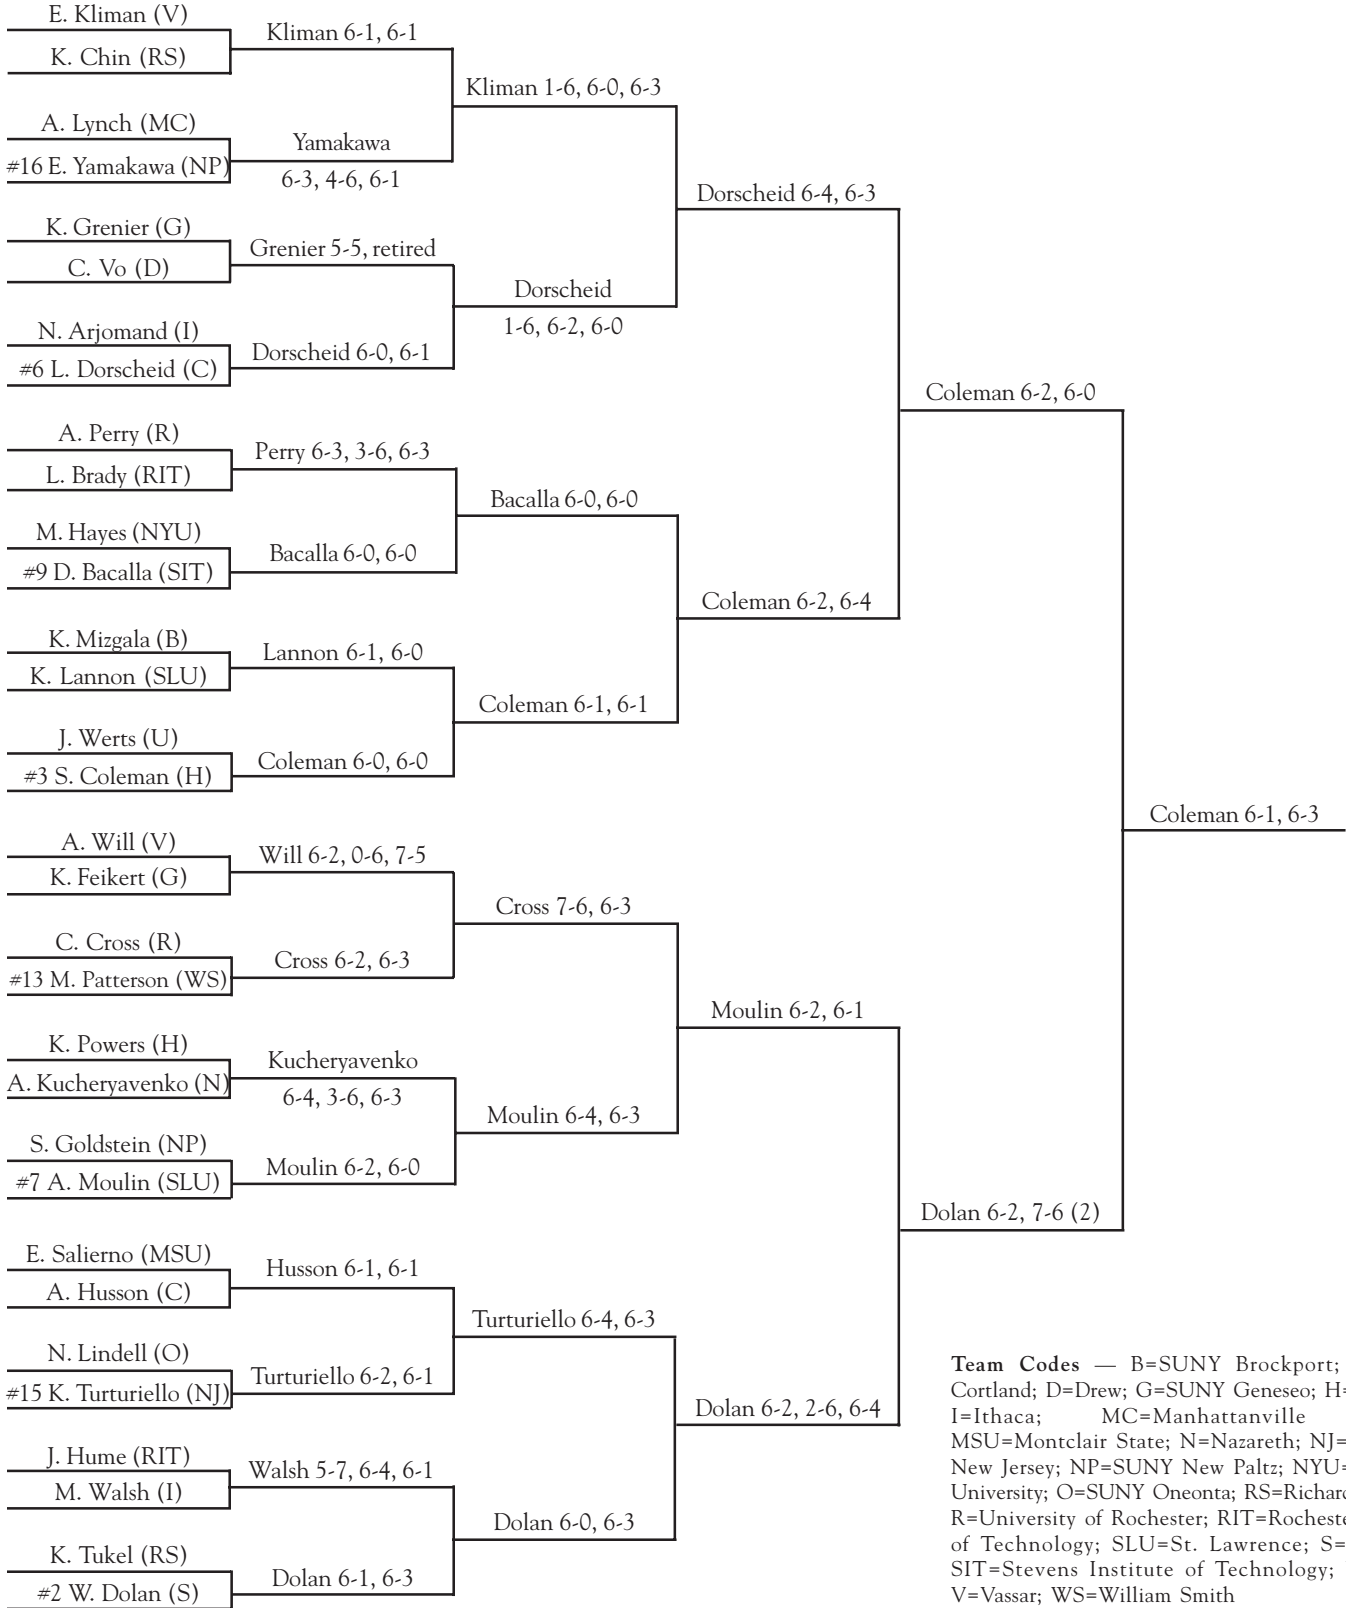 E. Kliman (V)
K. Chin (RS)
A. Lynch (MC)
#16 E. Yamakawa (NP)
K. Grenier (G)
C. Vo (D)
N. Arjomand (I)
#6 L. Dorscheid (C)
A. Perry (R)
L. Brady (RIT)
M. Hayes (NYU)
#9 D. Bacalla (SIT)
K. Mizgala (B)
K. Lannon (SLU)
J. Werts (U)
#3 S. Coleman (H)
A. Will (V)
K. Feikert (G)
C. Cross (R)
#13 M. Patterson (WS)
K. Powers (H)
A. Kucheryavenko (N)
S. Goldstein (NP)
#7 A. Moulin (SLU)
E. Salierno (MSU)
A. Husson (C)
N. Lindell (O)
#15 K. Turturiello (NJ)
J. Hume (RIT)
M. Walsh (I)
K. Tukel (RS)
#2 W. Dolan (S)
Kliman 6-1, 6-1
Yamakawa
6-3, 4-6, 6-1
Grenier 5-5, retired
Dorscheid 6-0, 6-1
Perry 6-3, 3-6, 6-3
Bacalla 6-0, 6-0
Lannon 6-1, 6-0
Coleman 6-0, 6-0
Will 6-2, 0-6, 7-5
Cross 6-2, 6-3
Kucheryavenko
6-4, 3-6, 6-3
Moulin 6-2, 6-0
Husson 6-1, 6-1
Turturiello 6-2, 6-1
Walsh 5-7, 6-4, 6-1
Dolan 6-1, 6-3
Kliman 1-6, 6-0, 6-3
Dorscheid
1-6, 6-2, 6-0
Bacalla 6-0, 6-0
Coleman 6-1, 6-1
Cross 7-6, 6-3
Moulin 6-4, 6-3
Turturiello 6-4, 6-3
Dolan 6-0, 6-3
Dorscheid 6-4, 6-3
Coleman 6-2, 6-4
Moulin 6-2, 6-1
Dolan 6-2, 2-6, 6-4
Coleman 6-2, 6-0
Dolan 6-2, 7-6 (2)
Coleman 6-1, 6-3
Team Codes — B=SUNY Brockport;
Cortland; D=Drew; G=SUNY Geneseo; H=
I=Ithaca; MC=Manhattanville
MSU=Montclair State; N=Nazareth; NJ=
New Jersey; NP=SUNY New Paltz; NYU=
University; O=SUNY Oneonta; RS=Richard
R=University of Rochester; RIT=Rocheste
of Technology; SLU=St. Lawrence; S=
SIT=Stevens Institute of Technology;
V=Vassar; WS=William Smith